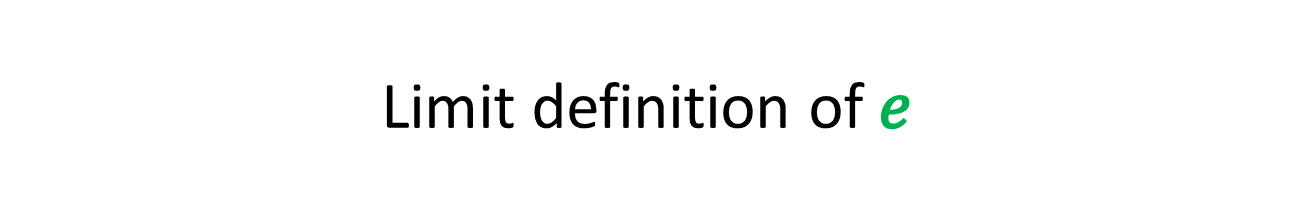 Limit definition of e